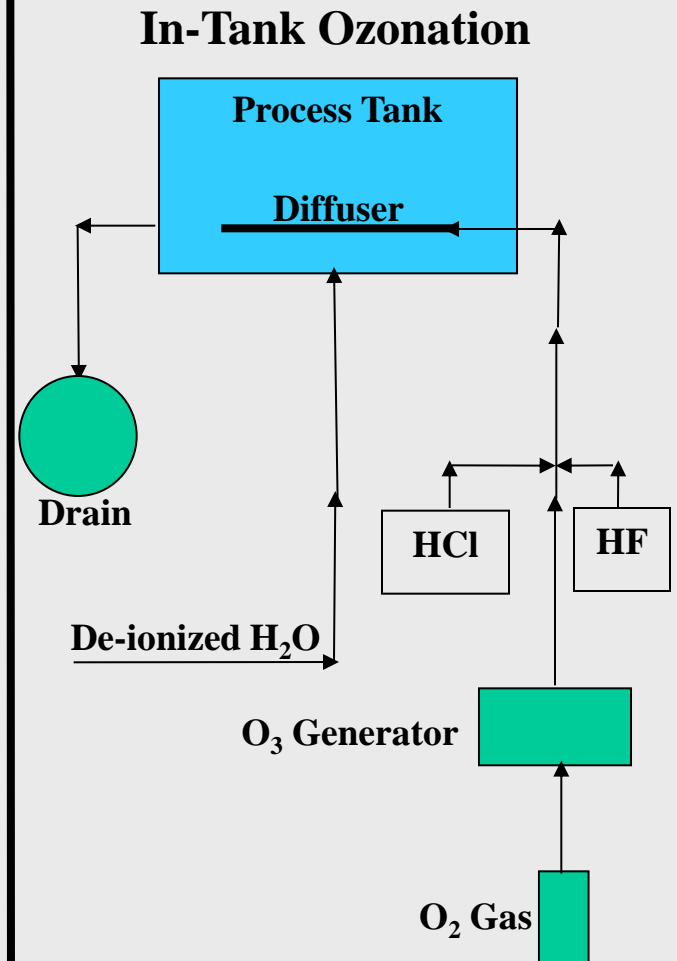 In-Tank Ozonation
Process Tank
Diffuser
Drain
HCl
HF
De-ionized H₂O
O₃ Generator
O₂ Gas